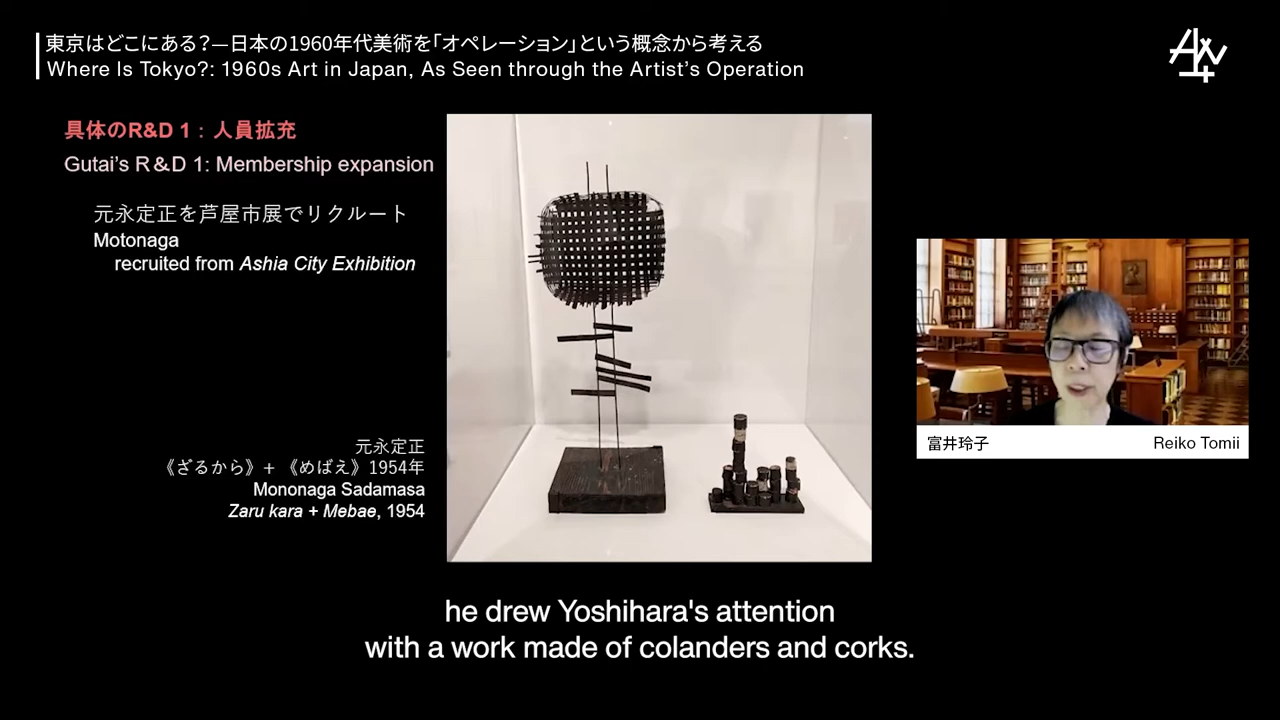 東京はどこにある?—日本の1960年代美術を「オペレーション」という概念から考える
Where Is Tokyo?: 1960s Art in Japan, As Seen through the Artist's Operation
具体のR&D 1：人員拡充
Gutai's R&D 1: Membership expansion
元永定正を芦屋市展でリクルート
Motonaga
recruited from Ashia City Exhibition
元永定正
《ざるから》+《めばえ》1954年
Mononaga Sadamasa
Zaru kara + Mebae, 1954
富井玲子 Reiko Tomii
he drew Yoshihara's attention
with a work made of colanders and corks.